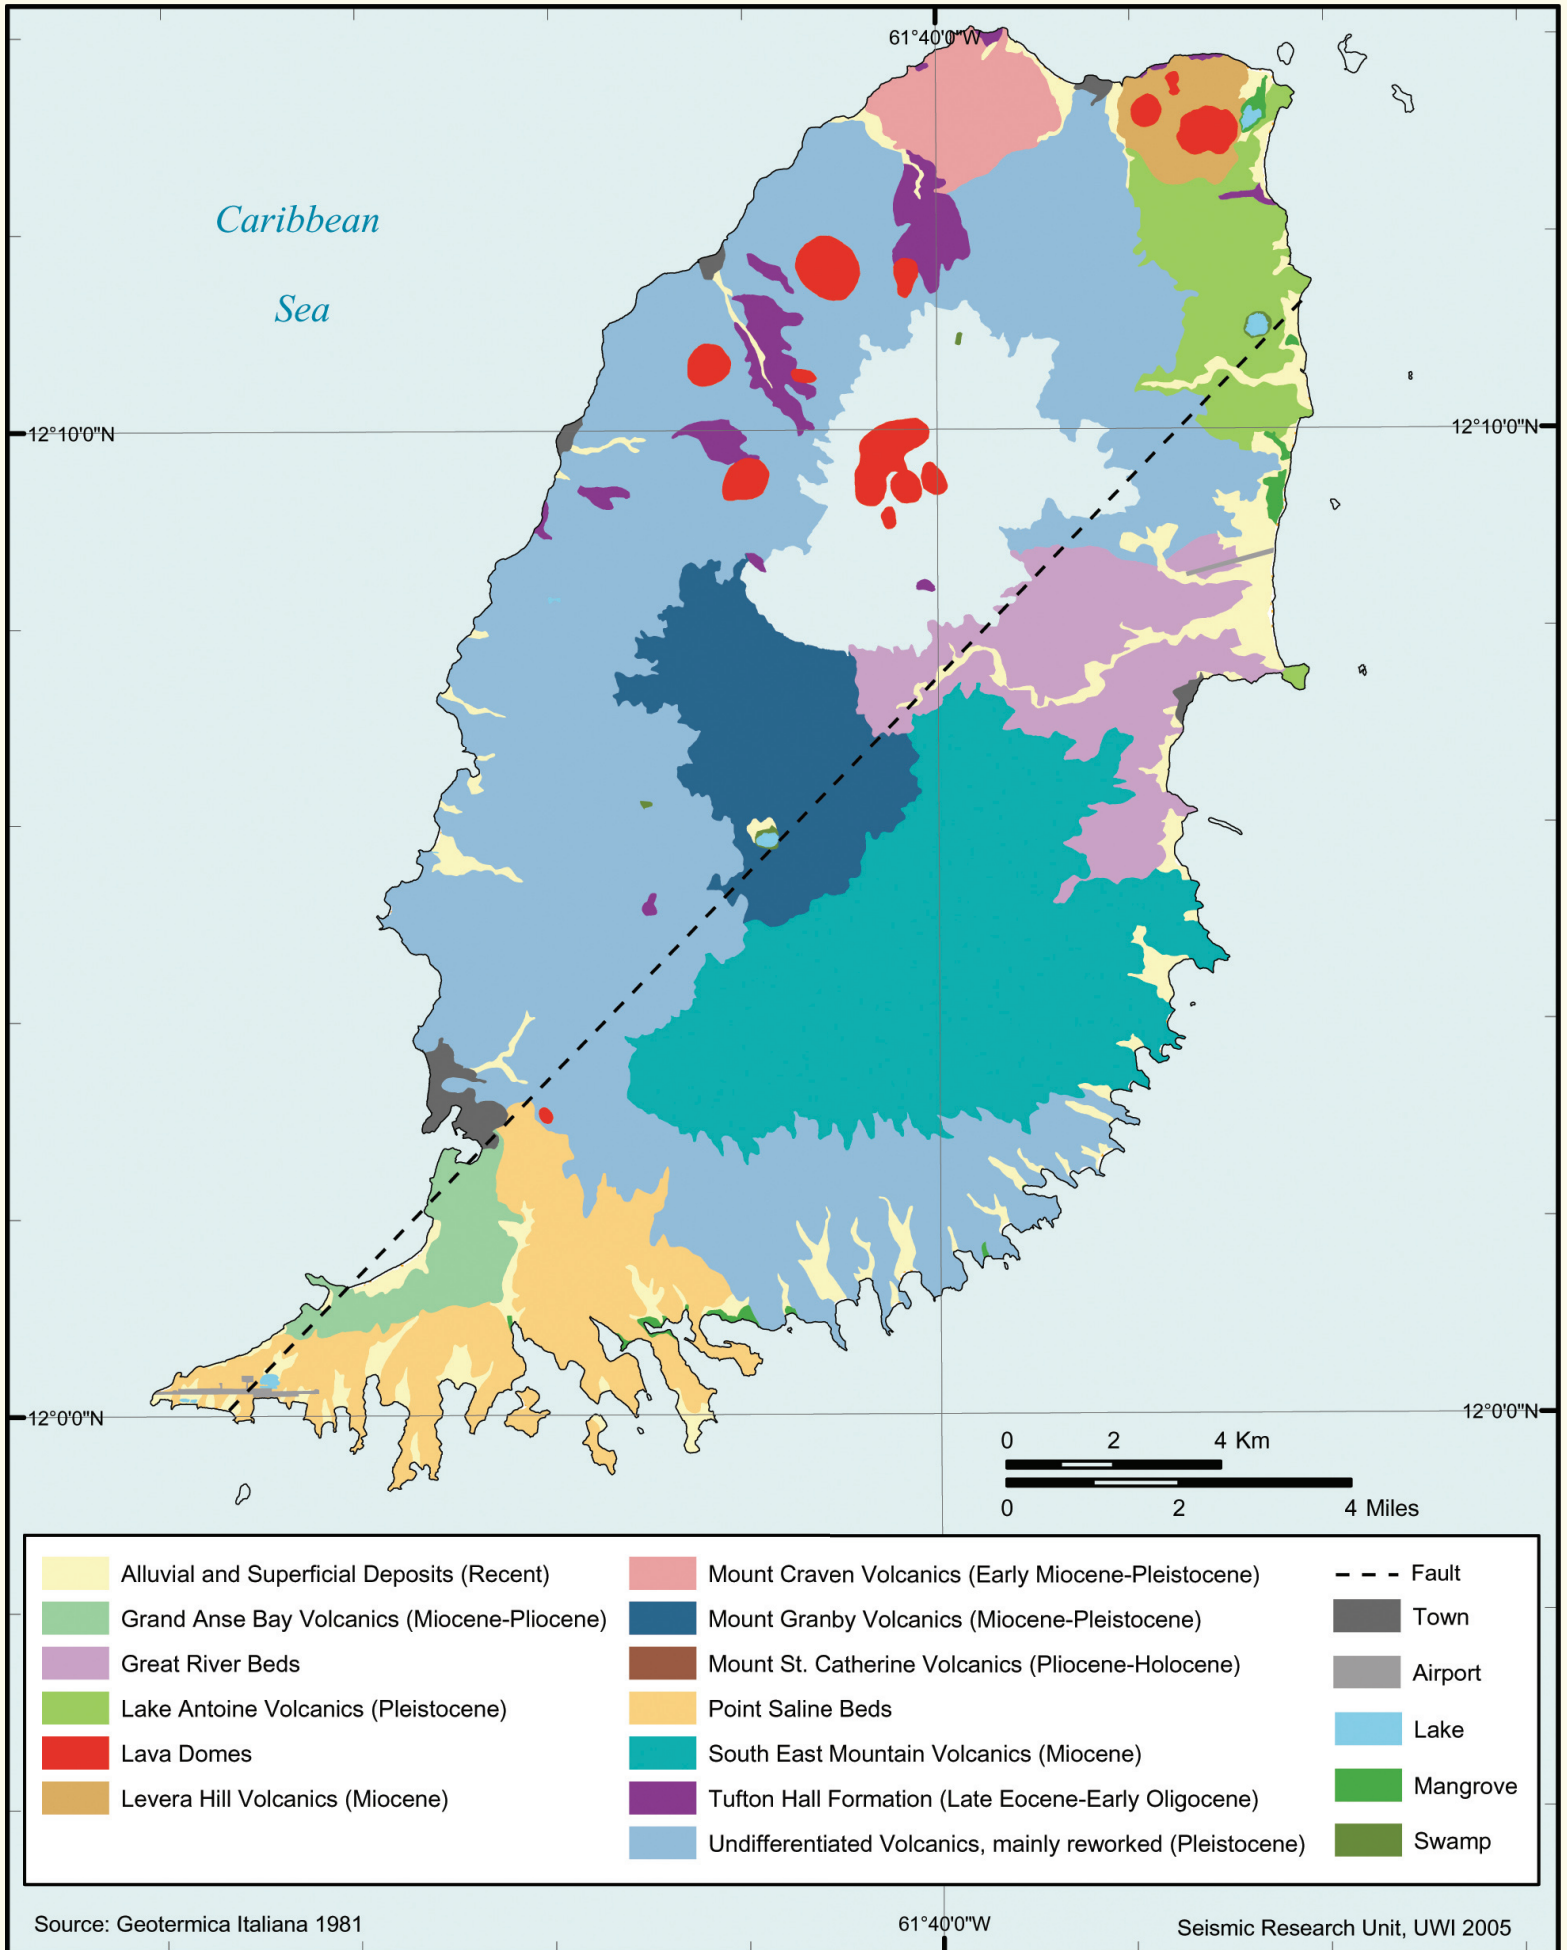 61°40'0"W
Caribbean
Sea
12°10'0"N
12°10'0"N
12°0'0"N
12°0'0"N
0 2 4 Km
0 2 4 Miles
Alluvial and Superficial Deposits (Recent)
Grand Anse Bay Volcanics (Miocene-Pliocene)
Great River Beds
Lake Antoine Volcanics (Pleistocene)
Lava Domes
Levera Hill Volcanics (Miocene)
Mount Craven Volcanics (Early Miocene-Pleistocene)
Mount Granby Volcanics (Miocene-Pleistocene)
Mount St. Catherine Volcanics (Pliocene-Holocene)
Point Saline Beds
South East Mountain Volcanics (Miocene)
Tufton Hall Formation (Late Eocene-Early Oligocene)
Undifferentiated Volcanics, mainly reworked (Pleistocene)
Fault
Town
Airport
Lake
Mangrove
Swamp
Source: Geotermica Italiana 1981
61°40'0"W
Seismic Research Unit, UWI 2005